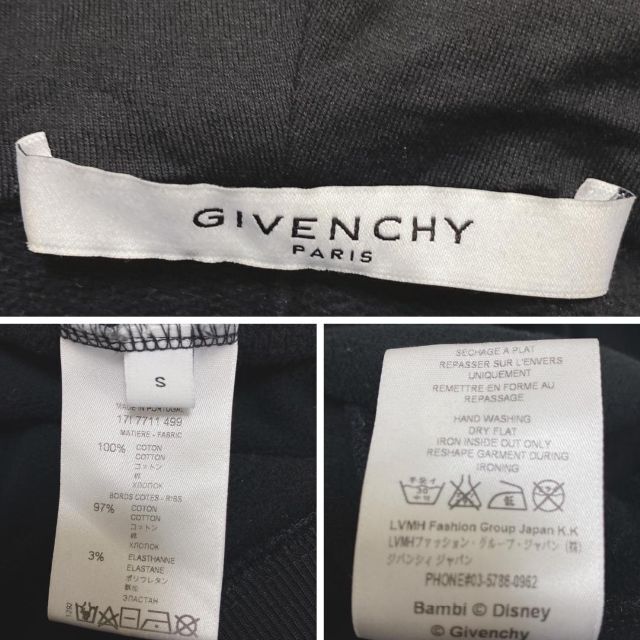 GIVENCHY
PARIS
S
MADE IN PORTUGAL
17I 7711 499
MATIERE - FABRIC
100% COTON
COTTON
コットン
棉
ХЛОПОК
BORDS COTES - RIBS
97% COTON
COTTON
コットン
棉
ХЛОПОК
3% ELASTHANNE
ELASTANE
ポリウレタン
ЭЛАСТАН
SECHAGE A PLAT
REPASSER SUR L'ENVERS
UNIQUEMENT
REMETTRE EN FORME AU
REPASSAGE
HAND WASHING
DRY FLAT
IRON INSIDE OUT ONLY
RESHAPE GARMENT DURING
IRONING
LVMH Fashion Group Japan K.K
LVMHファッション・グループ・ジャパン (株)
ジバンシィ ジャパン
PHONE#03-5786-0962
Bambi © Disney
© Givenchy